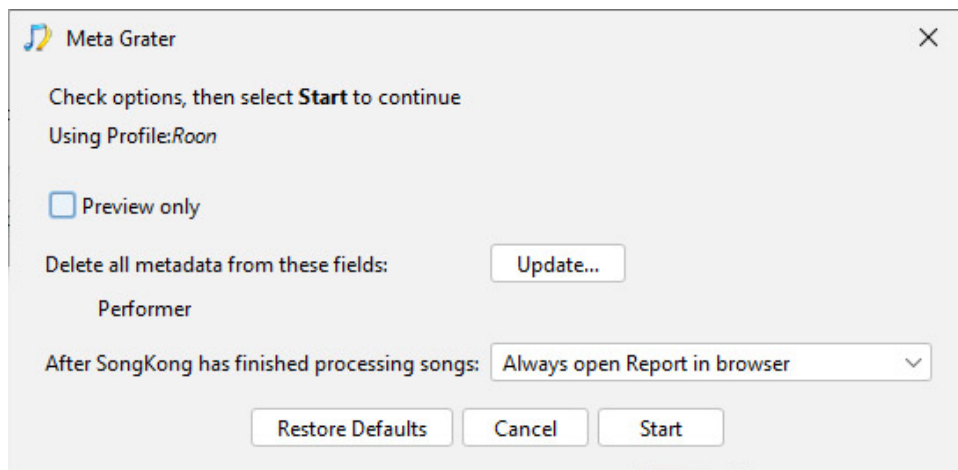 Meta Grater
Check options, then select Start to continue
Using Profile:Roon
Preview only
Delete all metadata from these fields: Update...
Performer
After SongKong has finished processing songs: Always open Report in browser
Restore Defaults Cancel Start